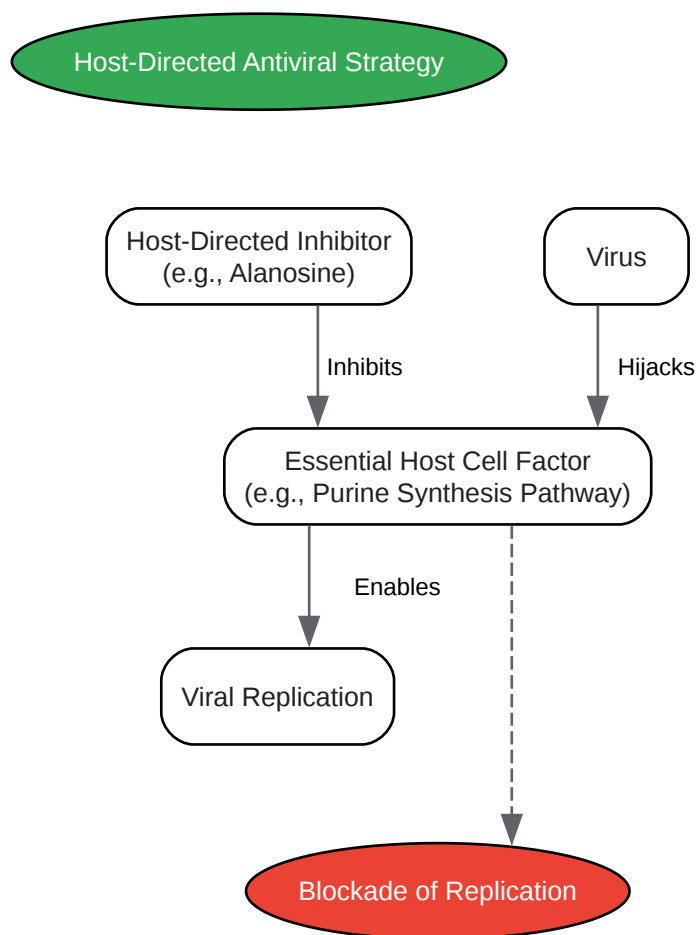 Host-Directed Antiviral Strategy
Host-Directed Inhibitor
(e.g., Alanosine)
Virus
Inhibits
Hijacks
Essential Host Cell Factor
(e.g., Purine Synthesis Pathway)
Enables
Viral Replication
Blockade of Replication